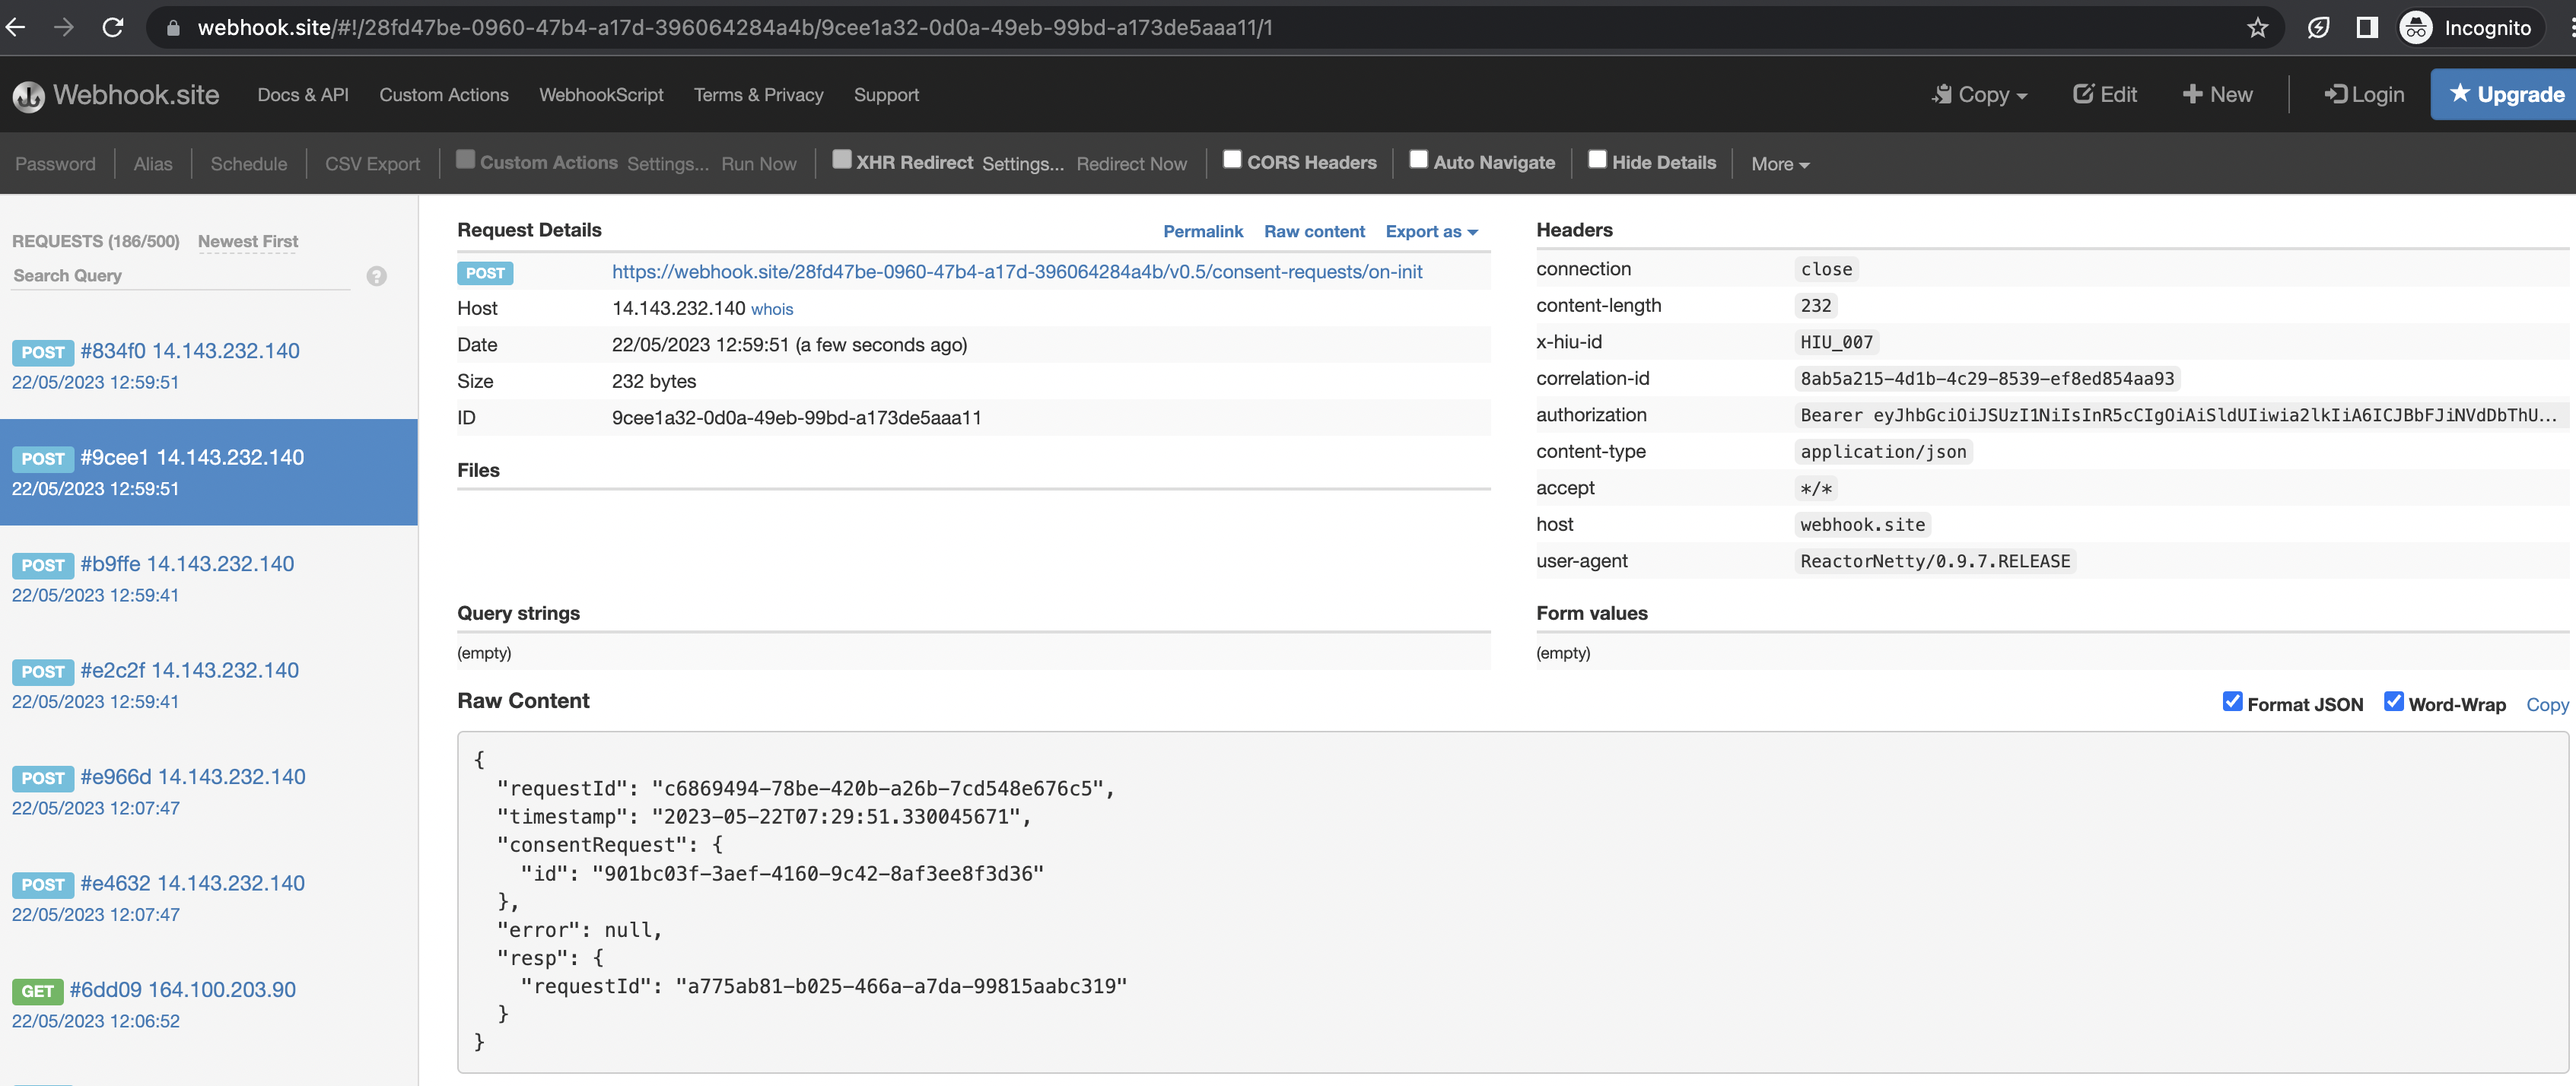 webhook.site/#!/28fd47be-0960-47b4-a17d-396064284a4b/9cee1a32-0d0a-49eb-99bd-a173de5aaa11/1 Incognito
Webhook.site Docs & API Custom Actions WebhookScript Terms & Privacy Support Copy Edit New Login Upgrade
Password Alias Schedule CSV Export Custom Actions Settings... Run Now XHR Redirect Settings... Redirect Now CORS Headers Auto Navigate Hide Details More
REQUESTS (186/500) Newest First
Search Query ?
POST #834f0 14.143.232.140
22/05/2023 12:59:51
POST #9cee1 14.143.232.140
22/05/2023 12:59:51
POST #b9ffe 14.143.232.140
22/05/2023 12:59:41
POST #e2c2f 14.143.232.140
22/05/2023 12:59:41
POST #e966d 14.143.232.140
22/05/2023 12:07:47
POST #e4632 14.143.232.140
22/05/2023 12:07:47
GET #6dd09 164.100.203.90
22/05/2023 12:06:52
Request Details Permalink Raw content Export as
POST https://webhook.site/28fd47be-0960-47b4-a17d-396064284a4b/v0.5/consent-requests/on-init
Host 14.143.232.140 whois
Date 22/05/2023 12:59:51 (a few seconds ago)
Size 232 bytes
ID 9cee1a32-0d0a-49eb-99bd-a173de5aaa11
Files
Headers
connection close
content-length 232
x-hiu-id HIU_007
correlation-id 8ab5a215-4d1b-4c29-8539-ef8ed854aa93
authorization Bearer eyJhbGciOiJSUzI1NiIsInR5cCIgOiAiSldUIiwia2lkIiA6ICJBbFJiNVdDbThU...
content-type application/json
accept */*
host webhook.site
user-agent ReactorNetty/0.9.7.RELEASE
Query strings
(empty)
Form values
(empty)
Raw Content Format JSON Word-Wrap Copy
{
"requestId": "c6869494-78be-420b-a26b-7cd548e676c5",
"timestamp": "2023-05-22T07:29:51.330045671",
"consentRequest": {
"id": "901bc03f-3aef-4160-9c42-8af3ee8f3d36"
},
"error": null,
"resp": {
"requestId": "a775ab81-b025-466a-a7da-99815aabc319"
}
}